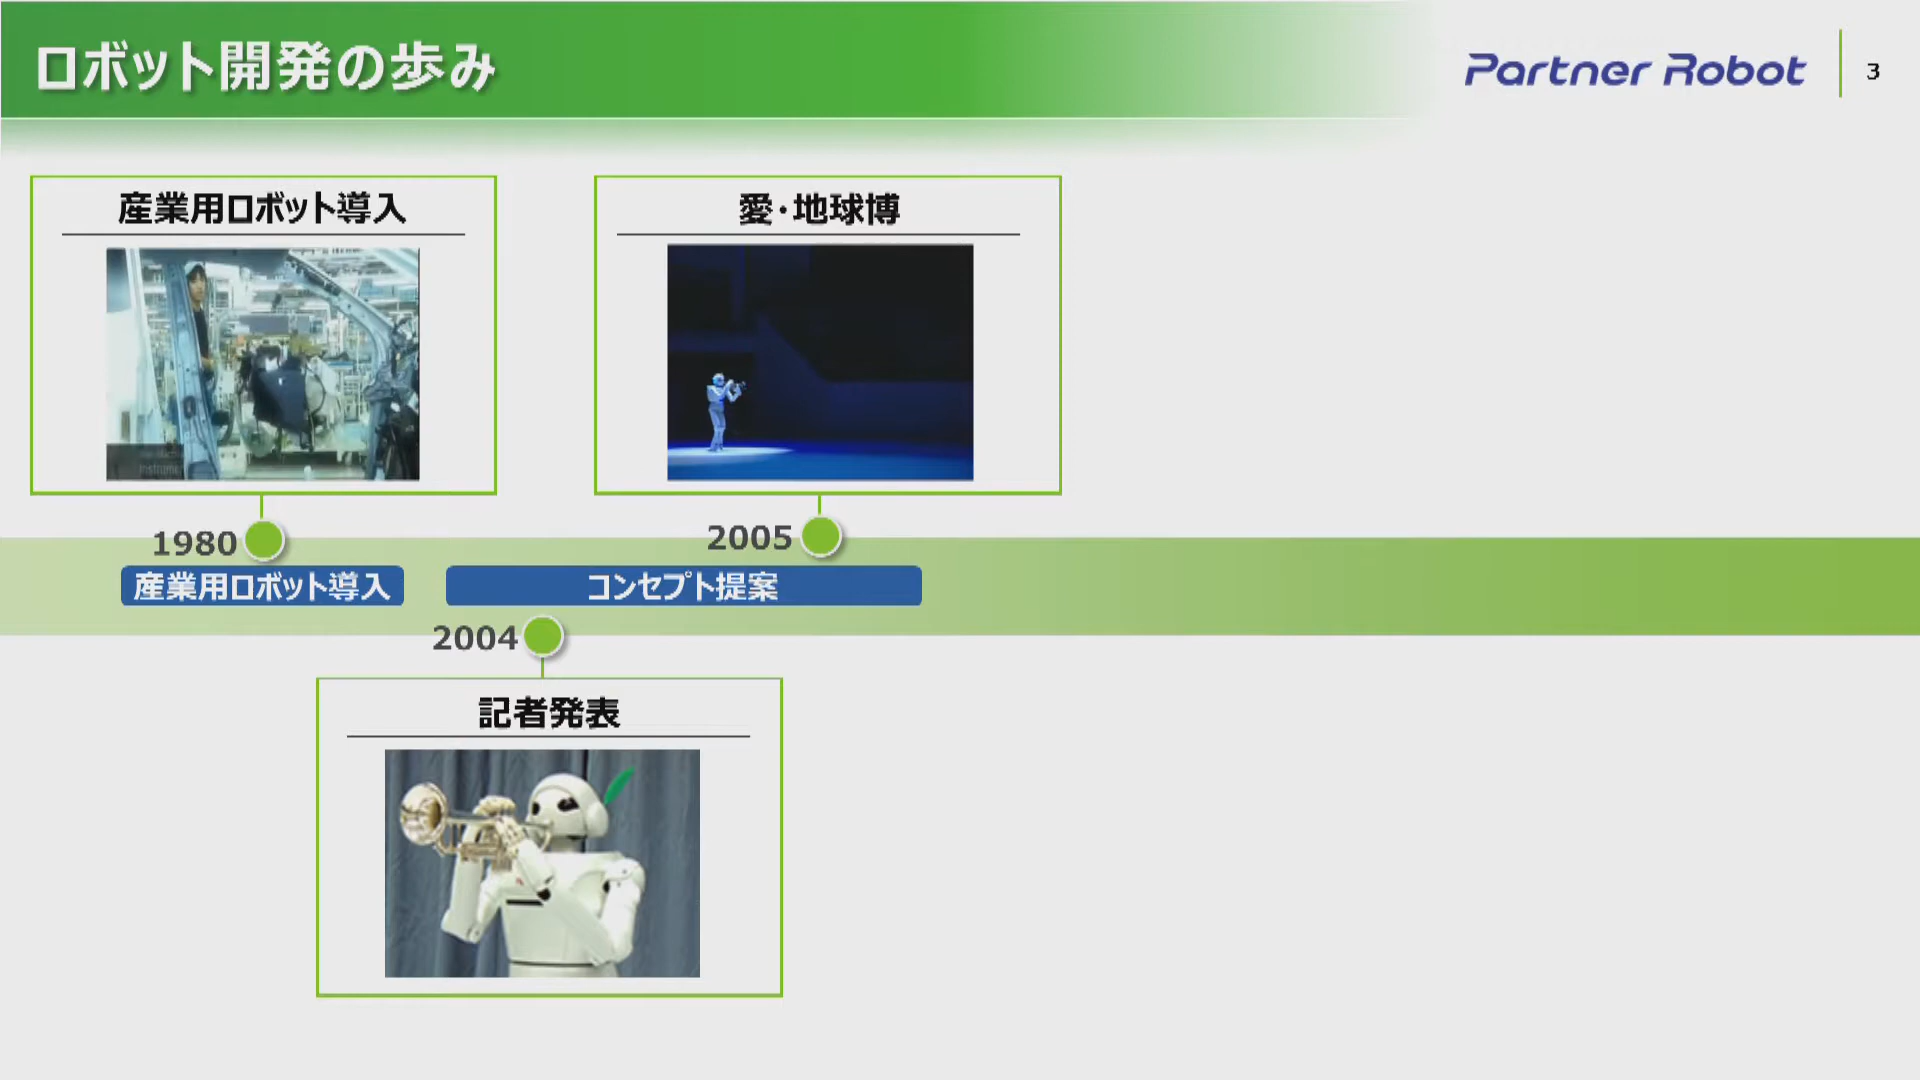 ロボット開発の歩み
Partner Robot
3
産業用ロボット導入
愛・地球博
1980
2005
産業用ロボット導入
コンセプト提案
2004
記者発表